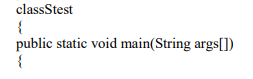 classStest
{
public static void main(String args[])
{